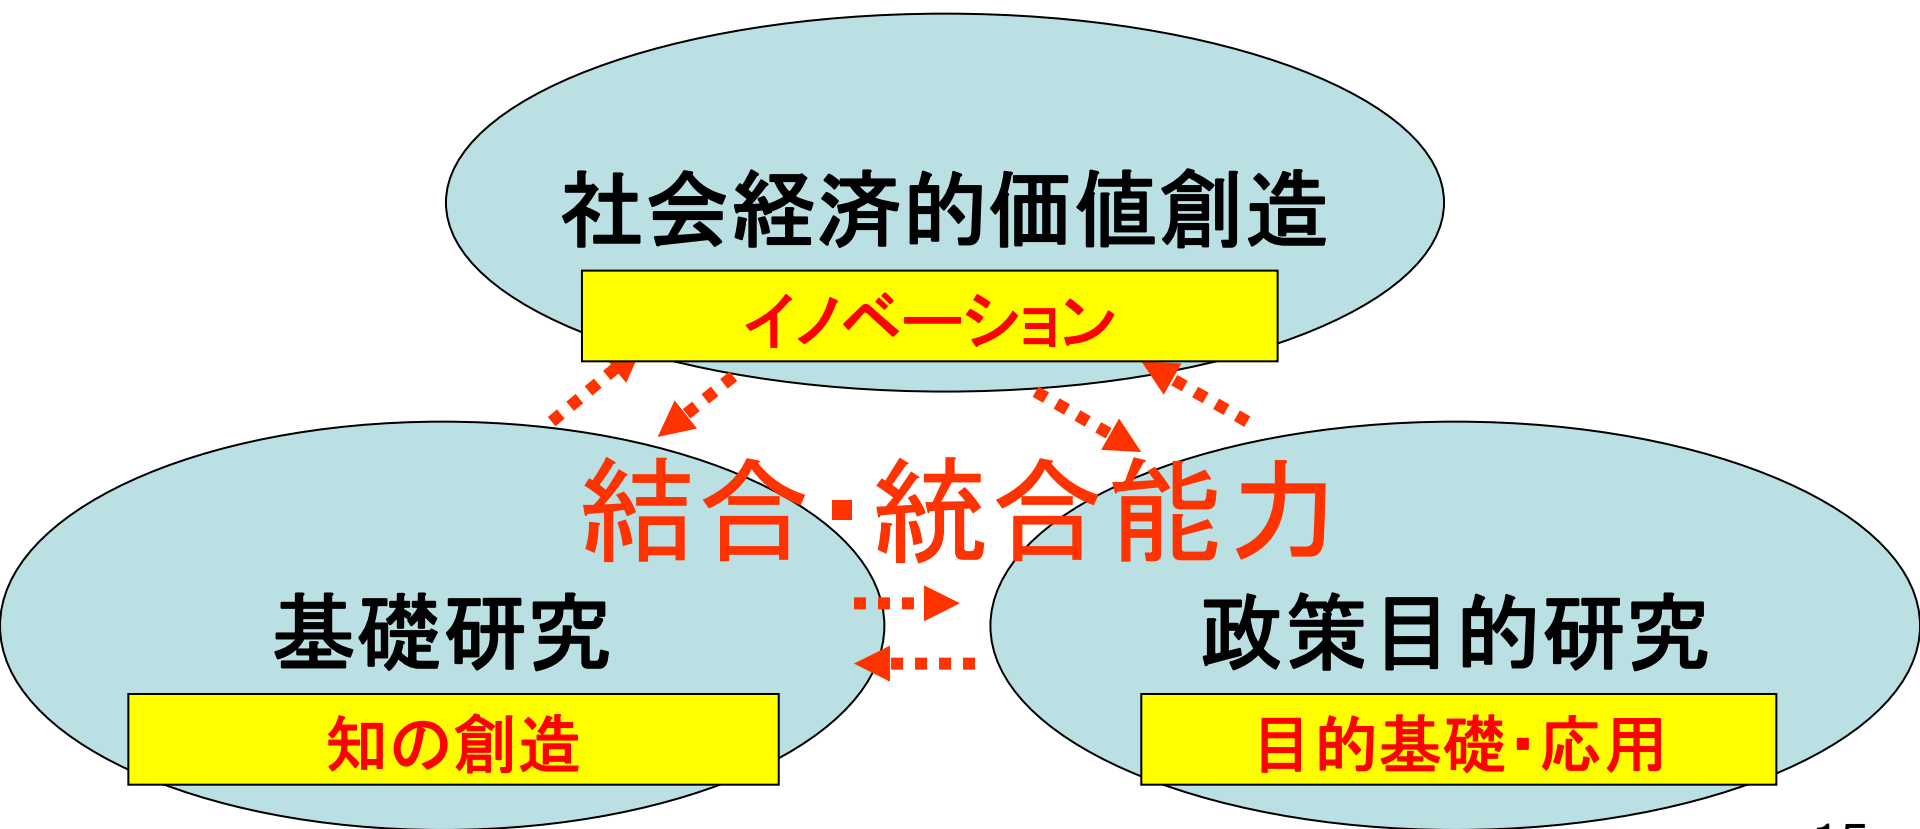 社会経済的価値創造
イノベーション
結合・統合能力
基礎研究
政策目的研究
知の創造
目的基礎・応用